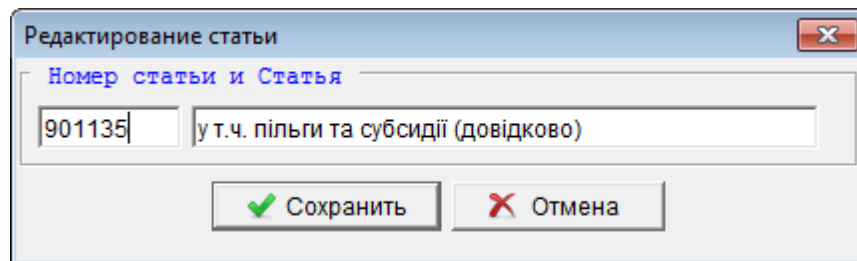 Редактирование статьи
Номер статьи и Статья
901135 у т.ч. пільги та субсидії (довідково)
Сохранить Отмена